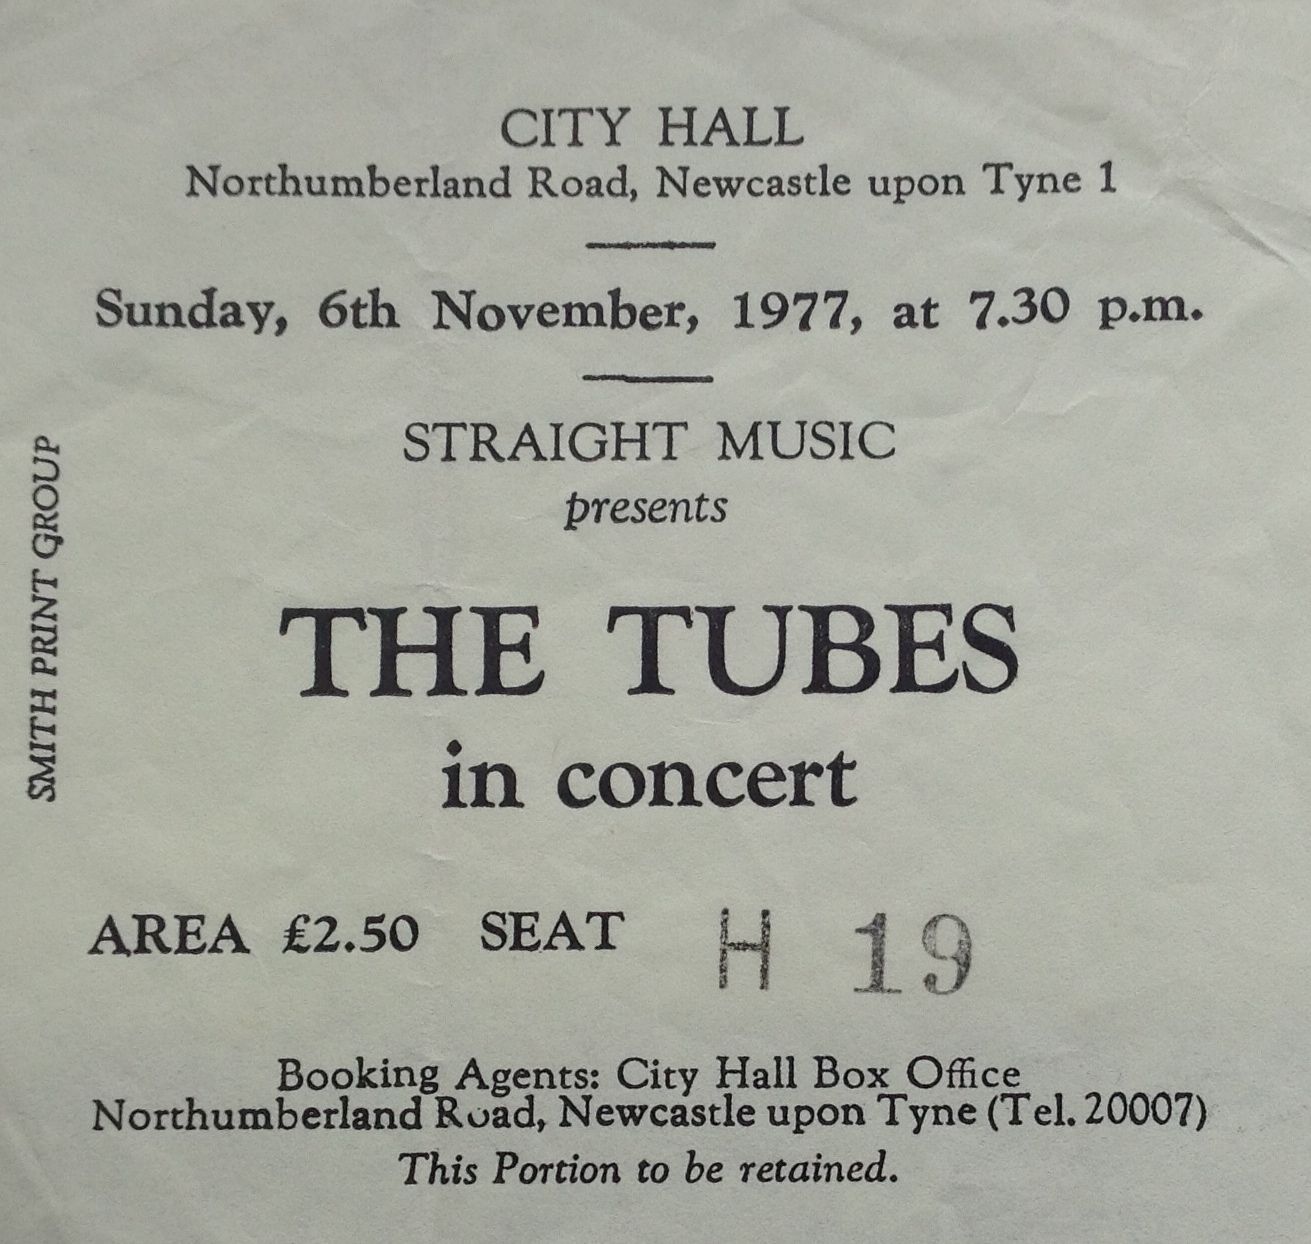 CITY HALL
Northumberland Road, Newcastle upon Tyne 1
Sunday, 6th November, 1977, at 7.30 p.m.
STRAIGHT MUSIC
presents
THE TUBES
in concert
AREA £2.50 SEAT H 19
Booking Agents: City Hall Box Office
Northumberland Road, Newcastle upon Tyne (Tel. 20007)
This Portion to be retained.
SMITH PRINT GROUP